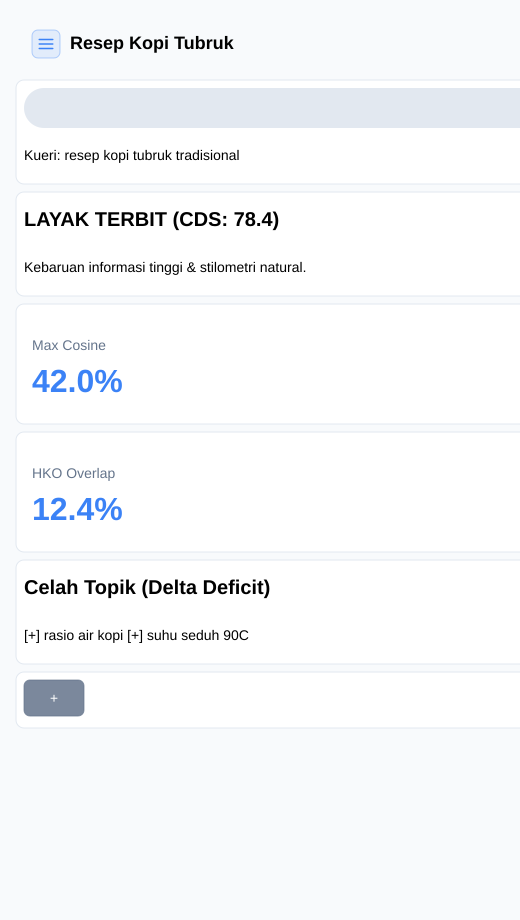 Resep Kopi Tubruk
Kueri: resep kopi tubruk tradisional
LAYAK TERBIT (CDS: 78.4)
Kebaruan informasi tinggi & stilometri natural.
Max Cosine
42.0%
HKO Overlap
12.4%
Celah Topik (Delta Deficit)
[+] rasio air kopi [+] suhu seduh 90C
+